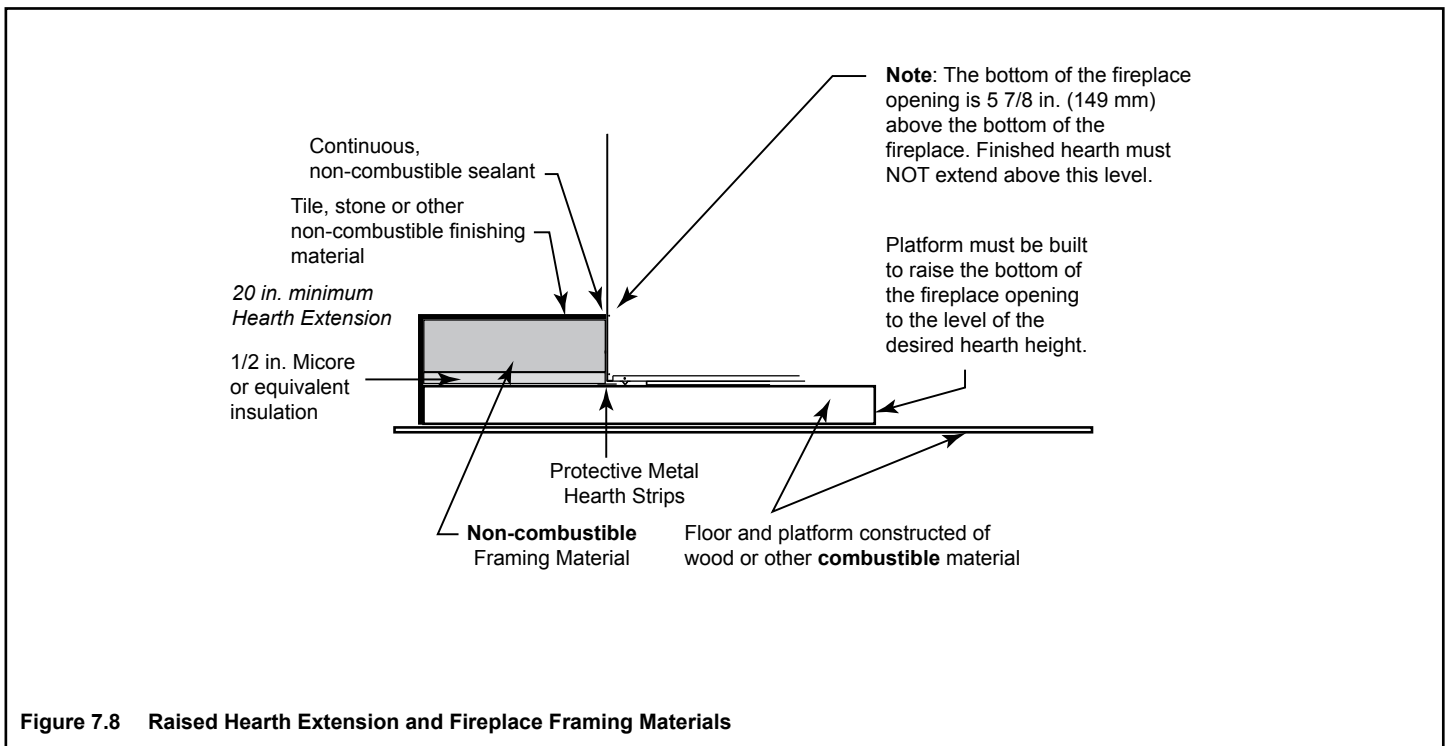 Note: The bottom of the fireplace
opening is 5 7/8 in. (149 mm)
above the bottom of the
fireplace. Finished hearth must
NOT extend above this level.
Continuous,
non-combustible sealant
Tile, stone or other
non-combustible finishing
material
20 in. minimum
Hearth Extension
1/2 in. Micore
or equivalent
insulation
Platform must be built
to raise the bottom of
the fireplace opening
to the level of the
desired hearth height.
Protective Metal
Hearth Strips
Non-combustible
Framing Material
Floor and platform constructed of
wood or other combustible material
Figure 7.8 Raised Hearth Extension and Fireplace Framing Materials